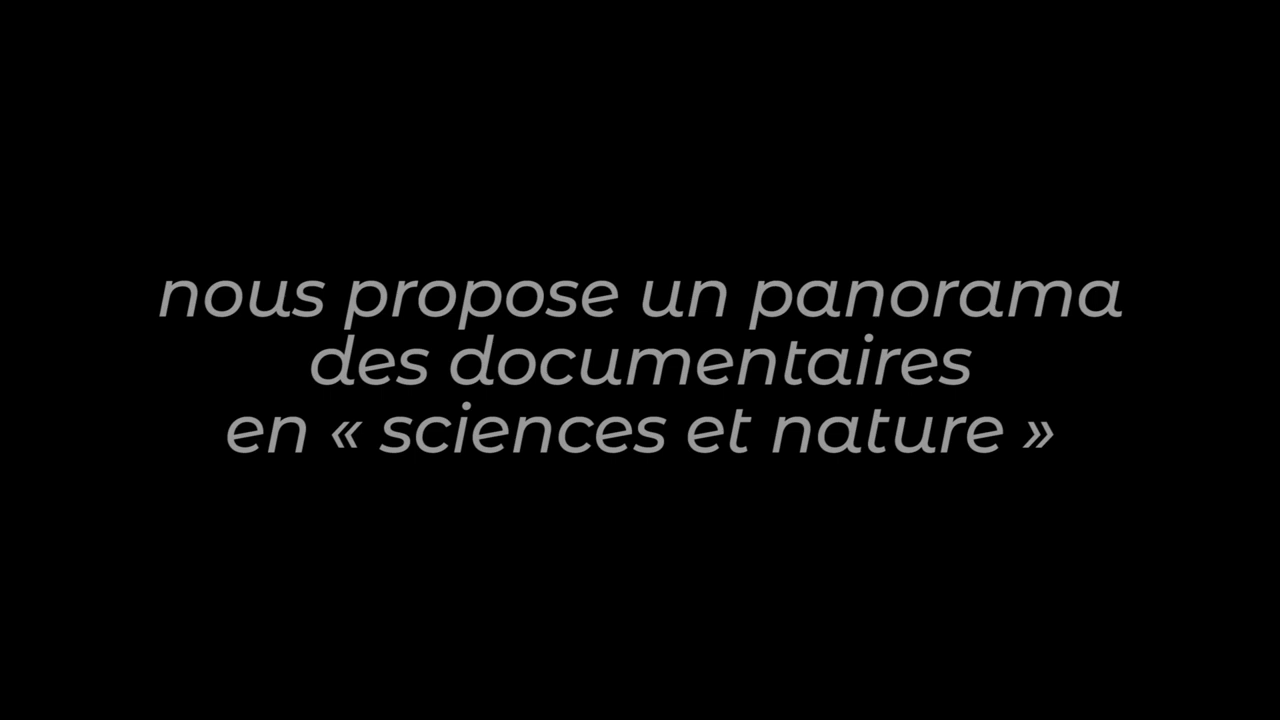 nous propose un panorama
des documentaires
en « sciences et nature »